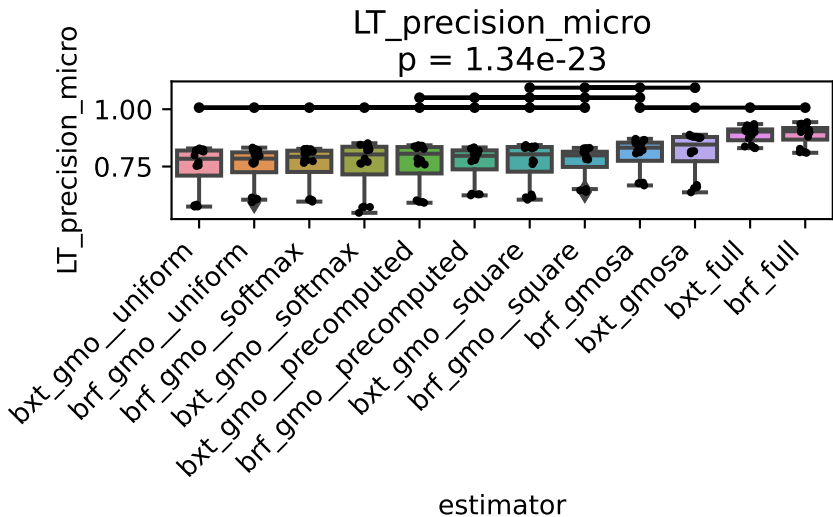 LT_precision_micro
p = 1.34e-23
LT_precision_micro
1.00
0.75
bxt_gmo__uniform
brf_gmo__uniform
brf_gmo__softmax
bxt_gmo__softmax
bxt_gmo__precomputed
brf_gmo__precomputed
bxt_gmo__square
brf_gmo__square
brf_gmosa
bxt_gmosa
bxt_full
brf_full
estimator